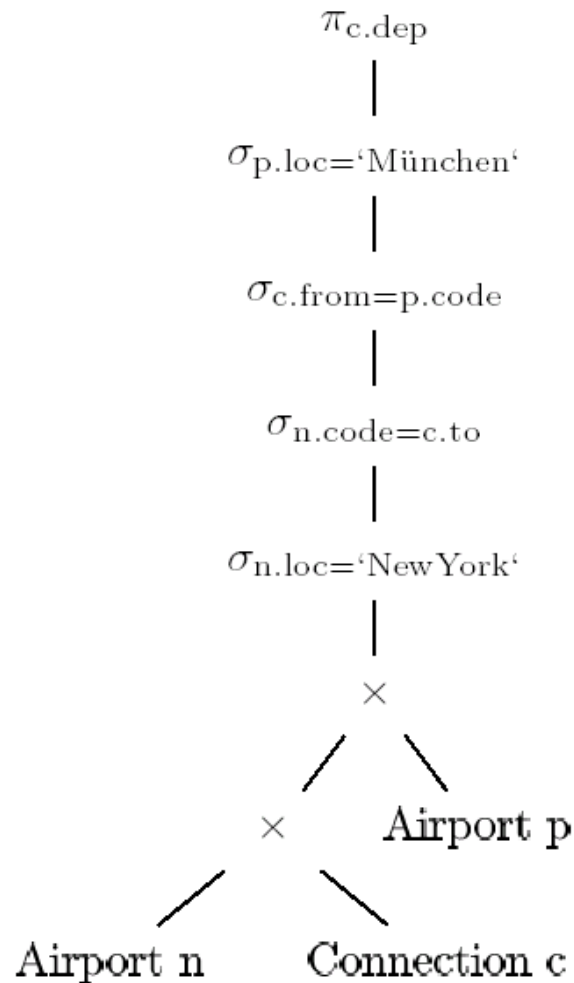 πc.dep
σp.loc=‘München‘
σc.from=p.code
σn.code=c.to
σn.loc=‘NewYork‘
×
× Airport p
Airport n Connection c